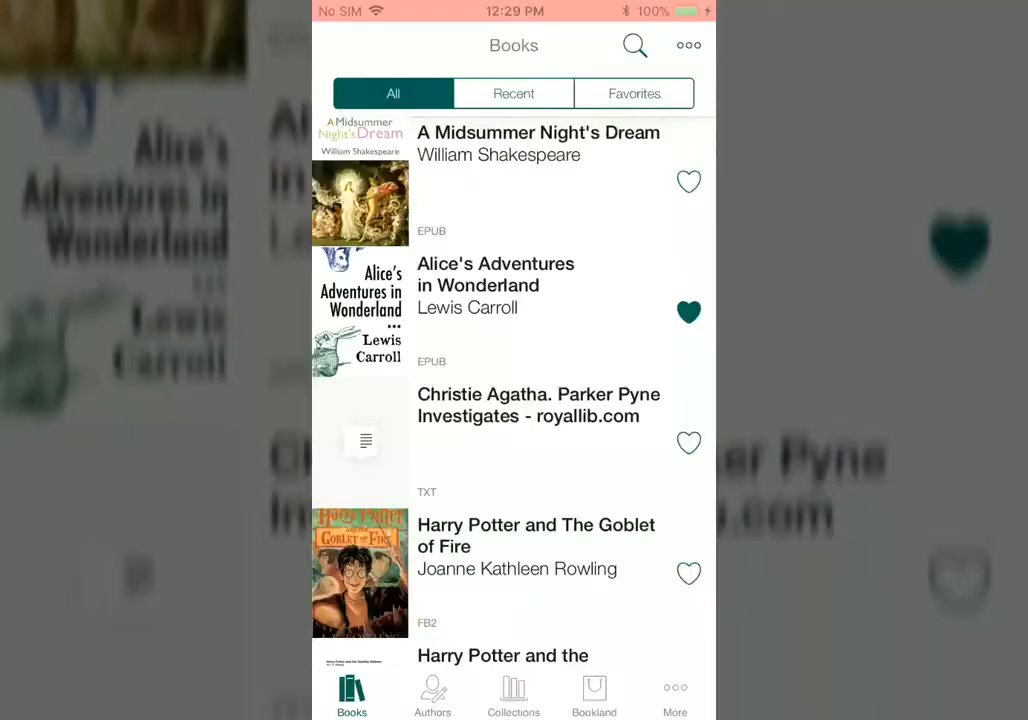 No SIM 12:29 PM 100%
Books
All Recent Favorites
A Midsummer
Night's Dream
William Shakespeare
A Midsummer Night's Dream
William Shakespeare
EPUB
Alice's
Adventures in
Wonderland
...
Lewis
Carroll
Alice's Adventures
in Wonderland
Lewis Carroll
EPUB
Christie Agatha. Parker Pyne
Investigates - royallib.com
TXT
Harry Potter
AND THE
GOBLET OF FIRE
Harry Potter and The Goblet
of Fire
Joanne Kathleen Rowling
FB2
Harry Potter and the
Books Authors Collections Bookland More